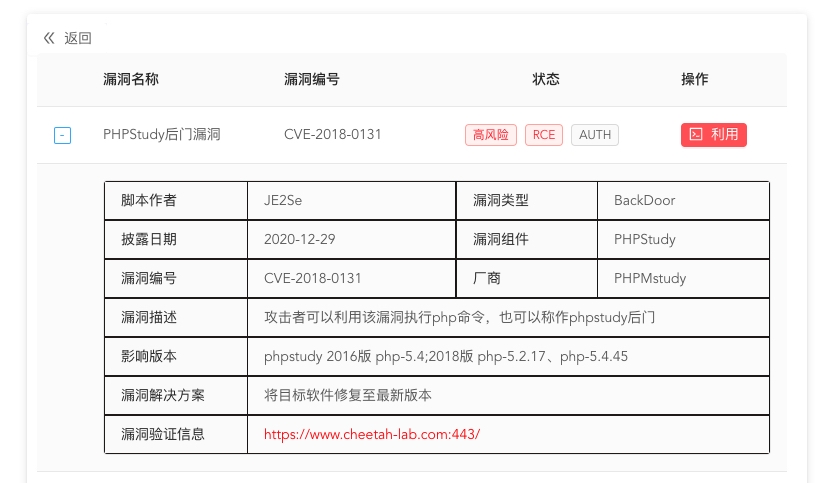 返回
漏洞名称 漏洞编号 状态 操作
- PHPStudy后门漏洞 CVE-2018-0131 高风险 RCE AUTH 利用
脚本作者 JE2Se 漏洞类型 BackDoor
披露日期 2020-12-29 漏洞组件 PHPStudy
漏洞编号 CVE-2018-0131 厂商 PHPMstudy
漏洞描述 攻击者可以利用该漏洞执行php命令，也可以称作phpstudy后门
影响版本 phpstudy 2016版 php-5.4;2018版 php-5.2.17、php-5.4.45
漏洞解决方案 将目标软件修复至最新版本
漏洞验证信息 https://www.cheetah-lab.com:443/